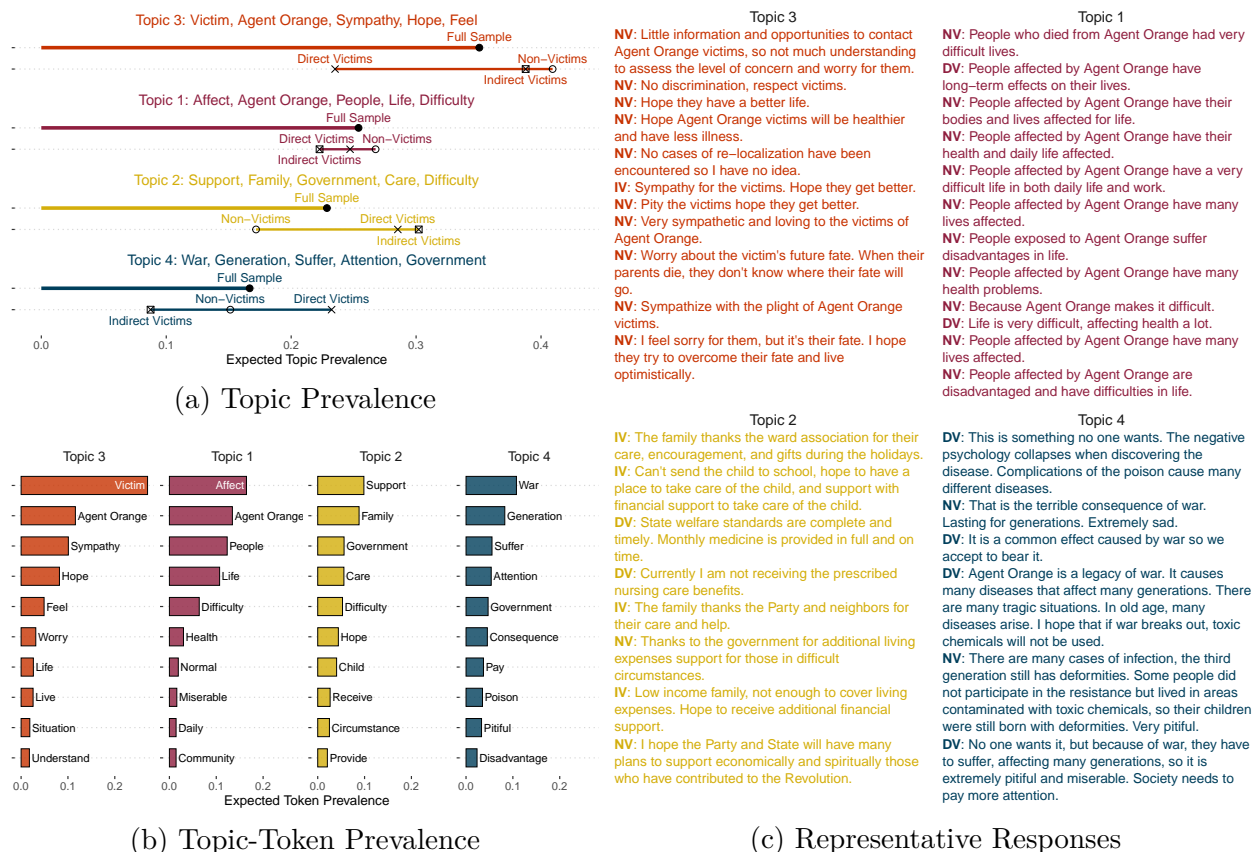 Topic 3: Victim, Agent Orange, Sympathy, Hope, Feel
Full Sample
Direct Victims
Non−Victims
Indirect Victims
Topic 1: Affect, Agent Orange, People, Life, Difficulty
Full Sample
Direct Victims
Non−Victims
Indirect Victims
Topic 2: Support, Family, Government, Care, Difficulty
Full Sample
Non−Victims
Direct Victims
Indirect Victims
Topic 4: War, Generation, Suffer, Attention, Government
Full Sample
Non−Victims
Direct Victims
Indirect Victims
0.0 0.1 0.2 0.3 0.4
Expected Topic Prevalence
(a) Topic Prevalence
Topic 3
Victim
Agent Orange
Sympathy
Hope
Feel
Worry
Life
Live
Situation
Understand
0.0 0.1 0.2
Topic 1
Affect
Agent Orange
People
Life
Difficulty
Health
Normal
Miserable
Daily
Community
0.0 0.1 0.2
Topic 2
Support
Family
Government
Care
Difficulty
Hope
Child
Receive
Circumstance
Provide
0.0 0.1 0.2
Topic 4
War
Generation
Suffer
Attention
Government
Consequence
Pay
Poison
Pitiful
Disadvantage
0.0 0.1 0.2
Expected Token Prevalence
(b) Topic-Token Prevalence
Topic 3
NV: Little information and opportunities to contact
Agent Orange victims, so not much understanding
to assess the level of concern and worry for them.
NV: No discrimination, respect victims.
NV: Hope they have a better life.
NV: Hope Agent Orange victims will be healthier
and have less illness.
NV: No cases of re−localization have been
encountered so I have no idea.
IV: Sympathy for the victims. Hope they get better.
NV: Pity the victims hope they get better.
NV: Very sympathetic and loving to the victims of
Agent Orange.
NV: Worry about the victim's future fate. When their
parents die, they don't know where their fate will
go.
NV: Sympathize with the plight of Agent Orange
victims.
NV: I feel sorry for them, but it's their fate. I hope
they try to overcome their fate and live
optimistically.
Topic 1
NV: People who died from Agent Orange had very
difficult lives.
DV: People affected by Agent Orange have
long−term effects on their lives.
NV: People affected by Agent Orange have their
bodies and lives affected for life.
NV: People affected by Agent Orange have their
health and daily life affected.
NV: People affected by Agent Orange have a very
difficult life in both daily life and work.
NV: People affected by Agent Orange have many
lives affected.
NV: People exposed to Agent Orange suffer
disadvantages in life.
NV: People affected by Agent Orange have many
health problems.
NV: Because Agent Orange makes it difficult.
DV: Life is very difficult, affecting health a lot.
NV: People affected by Agent Orange have many
lives affected.
NV: People affected by Agent Orange are
disadvantaged and have difficulties in life.
Topic 2
IV: The family thanks the ward association for their
care, encouragement, and gifts during the holidays.
IV: Can't send the child to school, hope to have a
place to take care of the child, and support with
financial support to take care of the child.
DV: State welfare standards are complete and
timely. Monthly medicine is provided in full and on
time.
DV: Currently I am not receiving the prescribed
nursing care benefits.
IV: The family thanks the Party and neighbors for
their care and help.
NV: Thanks to the government for additional living
expenses support for those in difficult
circumstances.
IV: Low income family, not enough to cover living
expenses. Hope to receive additional financial
support.
NV: I hope the Party and State will have many
plans to support economically and spiritually those
who have contributed to the Revolution.
Topic 4
DV: This is something no one wants. The negative
psychology collapses when discovering the
disease. Complications of the poison cause many
different diseases.
NV: That is the terrible consequence of war.
Lasting for generations. Extremely sad.
DV: It is a common effect caused by war so we
accept to bear it.
DV: Agent Orange is a legacy of war. It causes
many diseases that affect many generations. There
are many tragic situations. In old age, many
diseases arise. I hope that if war breaks out, toxic
chemicals will not be used.
NV: There are many cases of infection, the third
generation still has deformities. Some people did
not participate in the resistance but lived in areas
contaminated with toxic chemicals, so their children
were still born with deformities. Very pitiful.
DV: No one wants it, but because of war, they have
to suffer, affecting many generations, so it is
extremely pitiful and miserable. Society needs to
pay more attention.
(c) Representative Responses